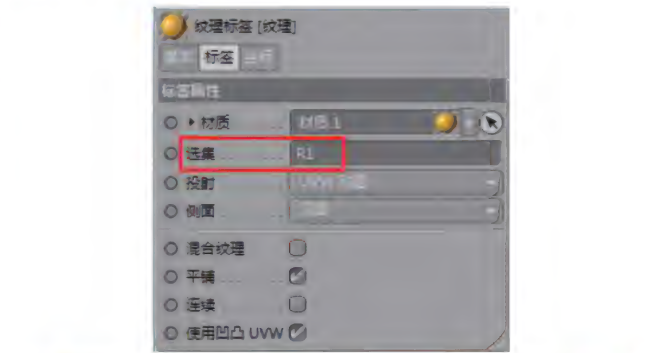 纹理标签 [纹理]
标签
标签属性
材质 材质.1
选集 R1
投射
侧面
混合纹理
平铺
连续
使用凹凸 UVW